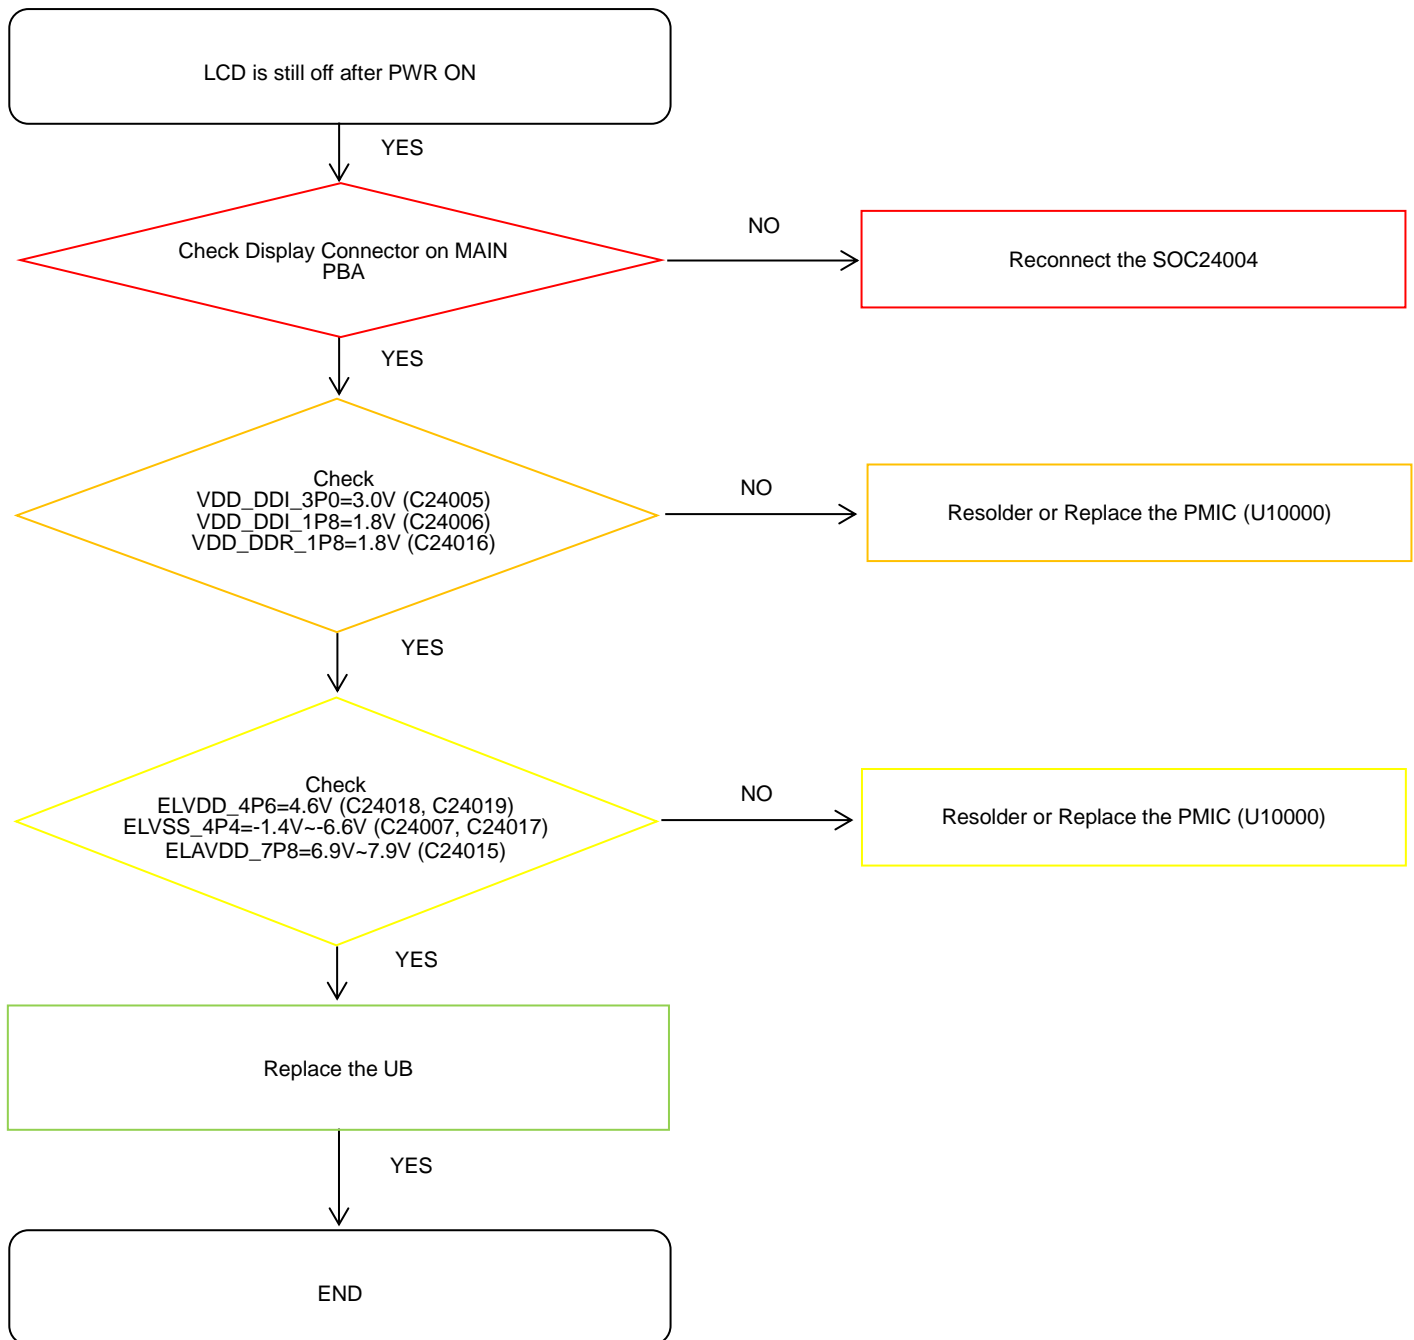 LCD is still off after PWR ON
YES
Check Display Connector on MAIN
PBA
NO
Reconnect the SOC24004
YES
Check
VDD_DDI_3P0=3.0V (C24005)
VDD_DDI_1P8=1.8V (C24006)
VDD_DDR_1P8=1.8V (C24016)
NO
Resolder or Replace the PMIC (U10000)
YES
Check
ELVDD_4P6=4.6V (C24018, C24019)
ELVSS_4P4=-1.4V~-6.6V (C24007, C24017)
ELAVDD_7P8=6.9V~7.9V (C24015)
NO
Resolder or Replace the PMIC (U10000)
YES
Replace the UB
YES
END